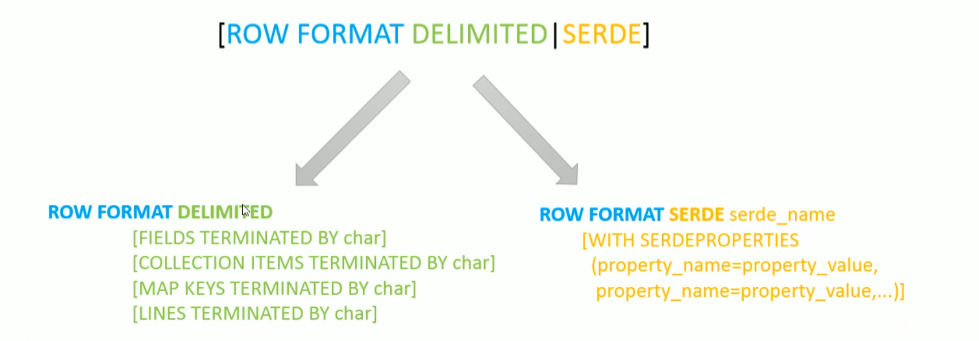 [ROW FORMAT DELIMITED|SERDE]
ROW FORMAT DELIMITED
[FIELDS TERMINATED BY char]
[COLLECTION ITEMS TERMINATED BY char]
[MAP KEYS TERMINATED BY char]
[LINES TERMINATED BY char]
ROW FORMAT SERDE serde_name
[WITH SERDEPROPERTIES
(property_name=property_value,
property_name=property_value,...)]